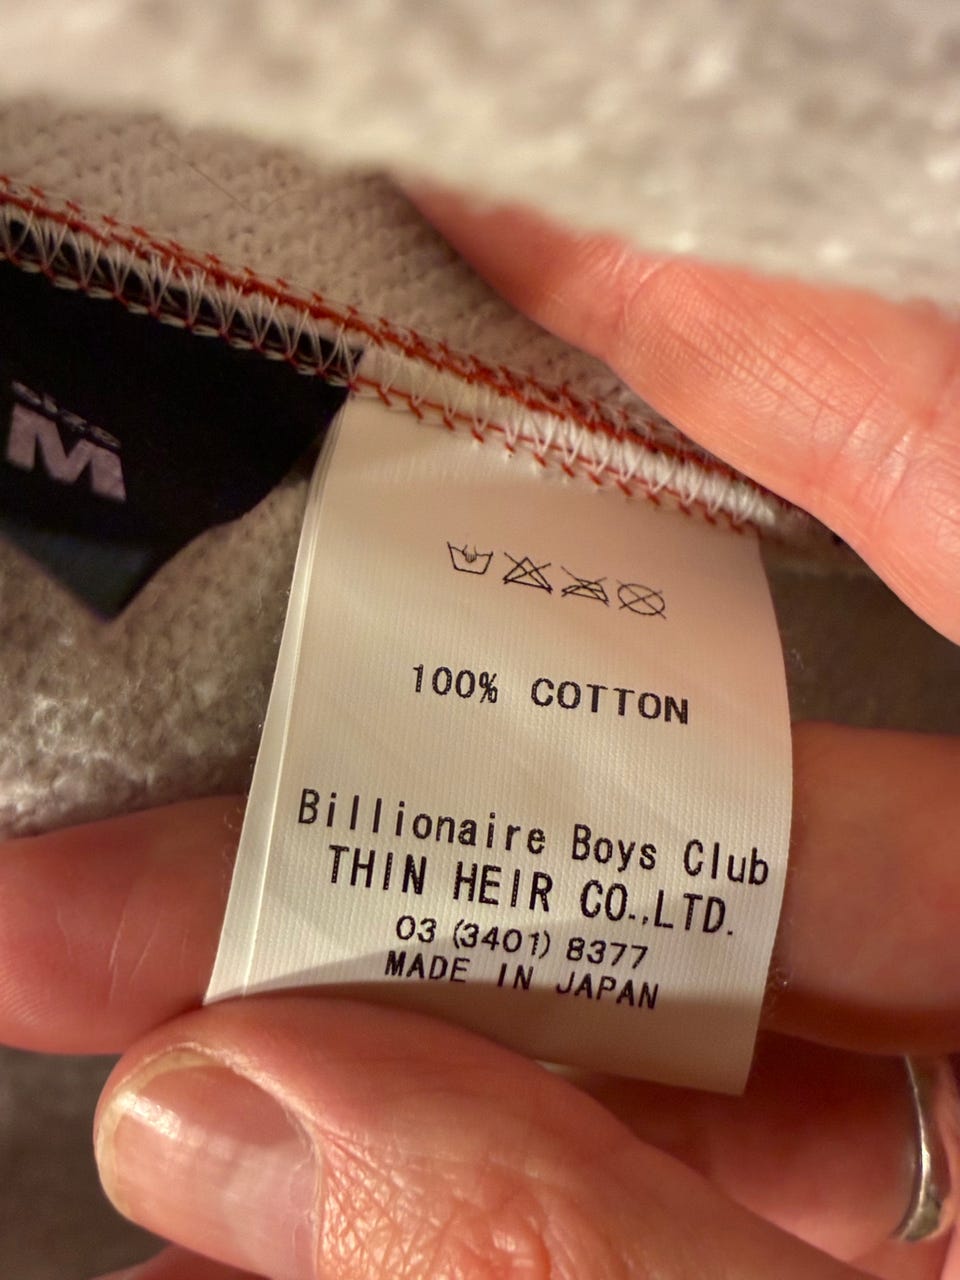 M
100% COTTON
Billionaire Boys Club
THIN HEIR CO.,LTD.
03 (3401) 8377
MADE IN JAPAN